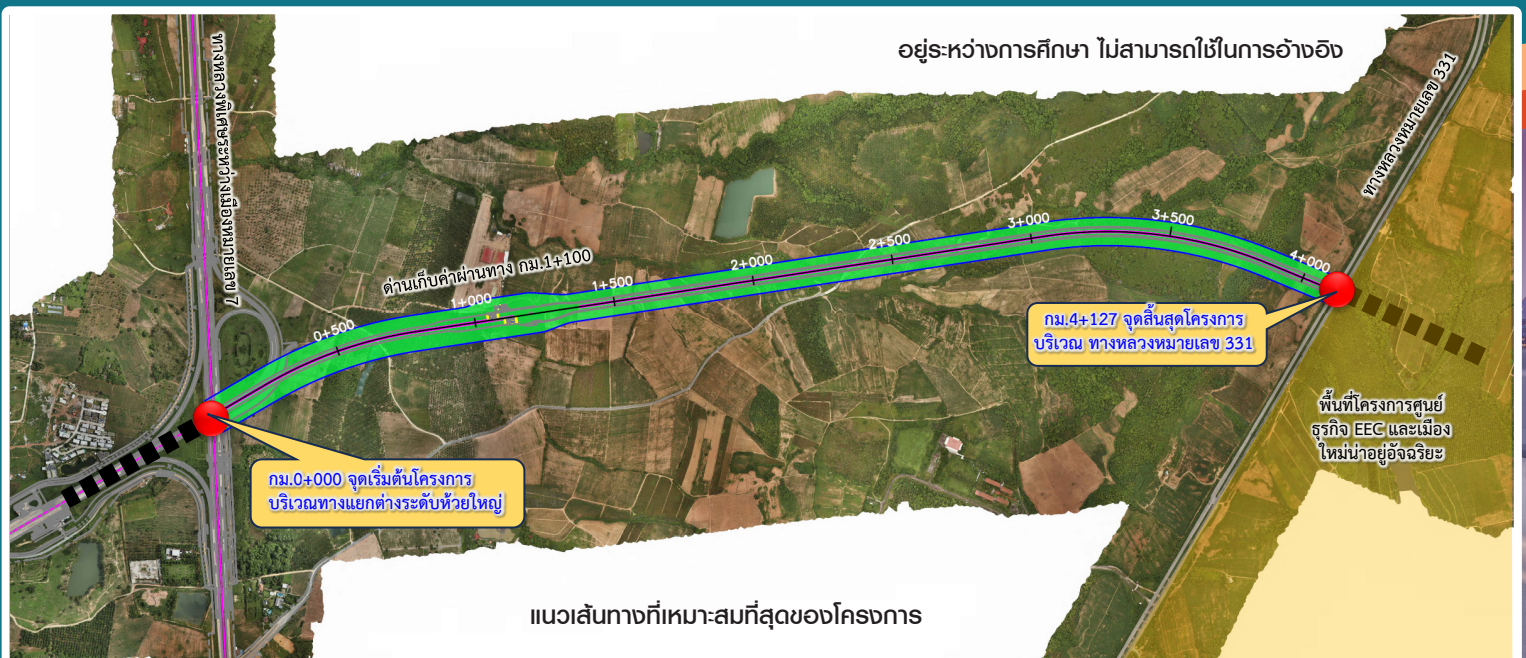 อยู่ระหว่างการศึกษา ไม่สามารถใช้ในการอ้างอิง
ทางหลวงพิเศษระหว่างเมืองหมายเลข 7
ทางหลวงหมายเลข 331
ด่านเก็บค่าผ่านทาง กม.1+100
0+500
1+000
1+500
2+000
2+500
3+000
3+500
4+000
กม.4+127 จุดสิ้นสุดโครงการ
บริเวณ ทางหลวงหมายเลข 331
พื้นที่โครงการศูนย์
ธุรกิจ EEC และเมือง
ใหม่น่าอยู่อัจฉริยะ
กม.0+000 จุดเริ่มต้นโครงการ
บริเวณทางแยกต่างระดับห้วยใหญ่
แนวเส้นทางที่เหมาะสมที่สุดของโครงการ